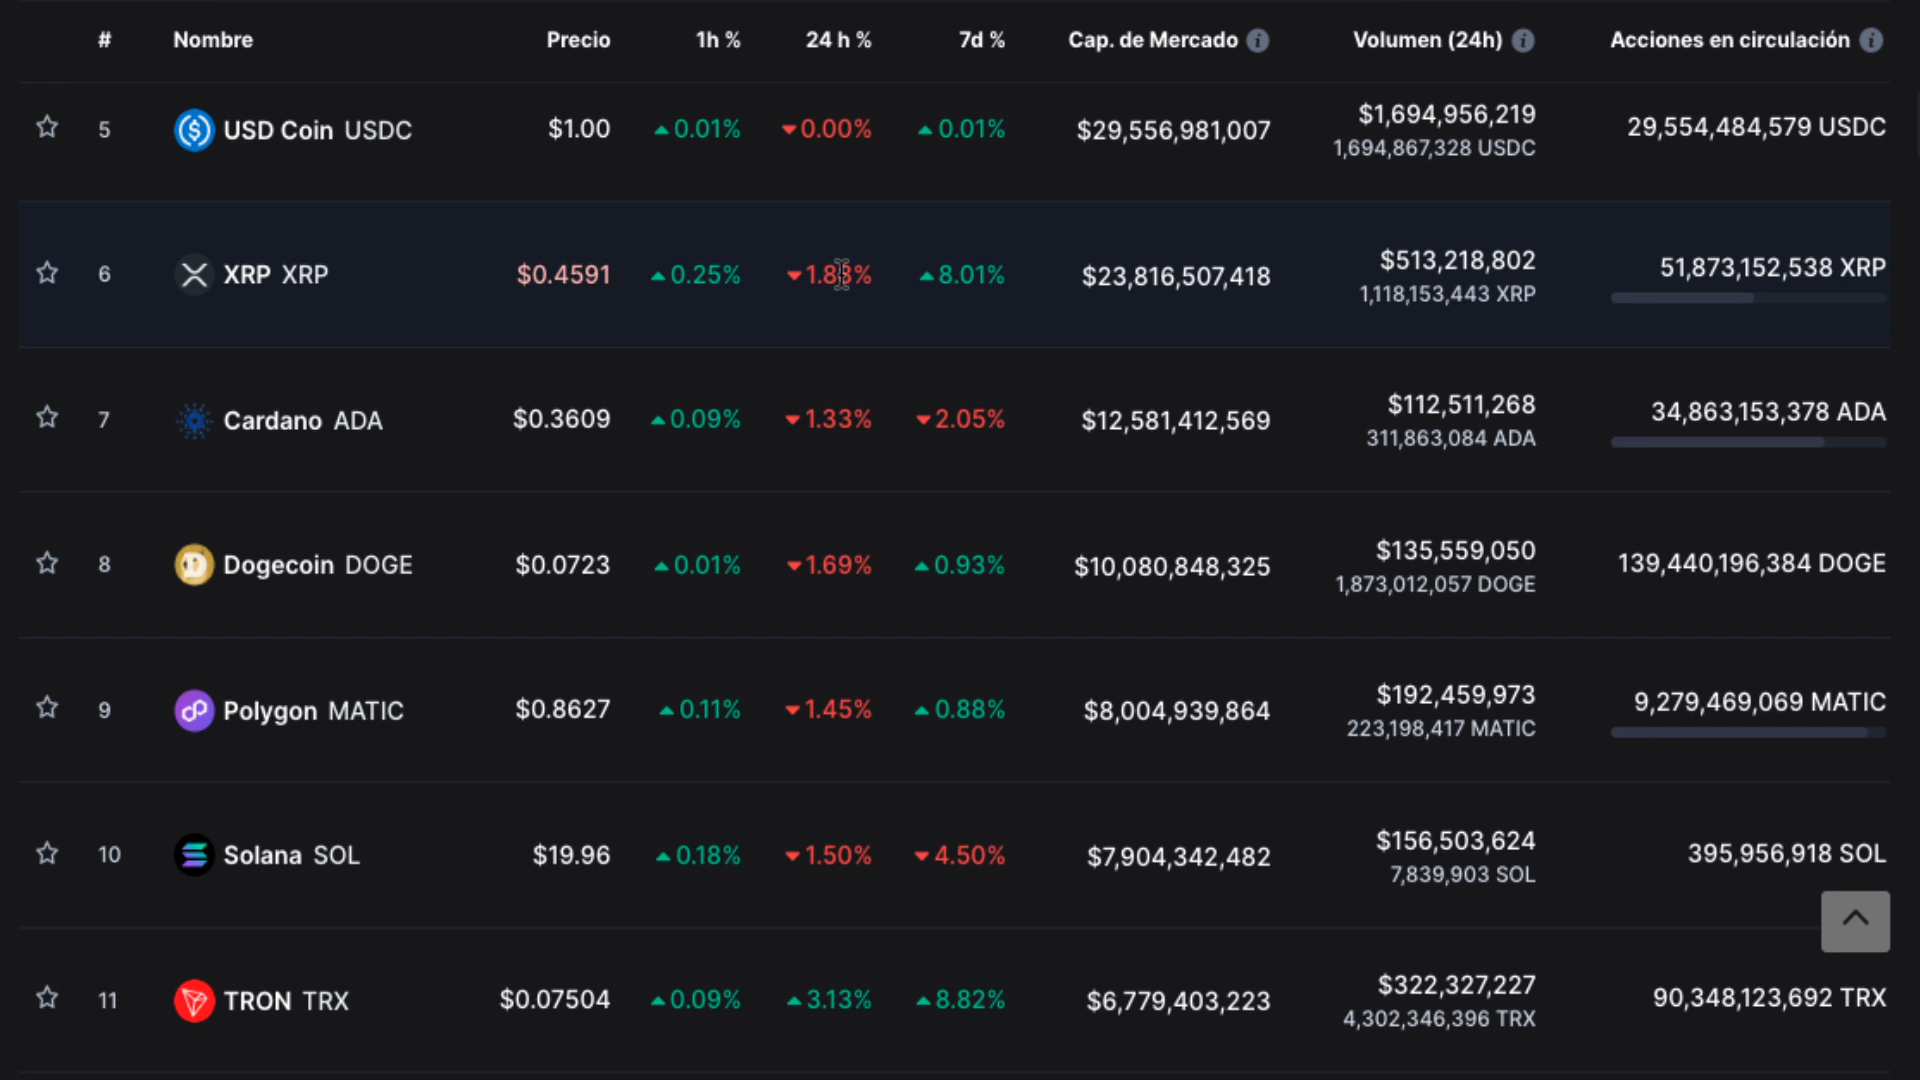 # Nombre Precio 1h % 24 h % 7d % Cap. de Mercado Volumen (24h) Acciones en circulación
5 USD Coin USDC $1.00 0.01% 0.00% 0.01% $29,556,981,007 $1,694,956,219 29,554,484,579 USDC
1,694,867,328 USDC
6 XRP XRP $0.4591 0.25% 1.83% 8.01% $23,816,507,418 $513,218,802 51,873,152,538 XRP
1,118,153,443 XRP
7 Cardano ADA $0.3609 0.09% 1.33% 2.05% $12,581,412,569 $112,511,268 34,863,153,378 ADA
311,863,084 ADA
8 Dogecoin DOGE $0.0723 0.01% 1.69% 0.93% $10,080,848,325 $135,559,050 139,440,196,384 DOGE
1,873,012,057 DOGE
9 Polygon MATIC $0.8627 0.11% 1.45% 0.88% $8,004,939,864 $192,459,973 9,279,469,069 MATIC
223,198,417 MATIC
10 Solana SOL $19.96 0.18% 1.50% 4.50% $7,904,342,482 $156,503,624 395,956,918 SOL
7,839,903 SOL
11 TRON TRX $0.07504 0.09% 3.13% 8.82% $6,779,403,223 $322,327,227 90,348,123,692 TRX
4,302,346,396 TRX